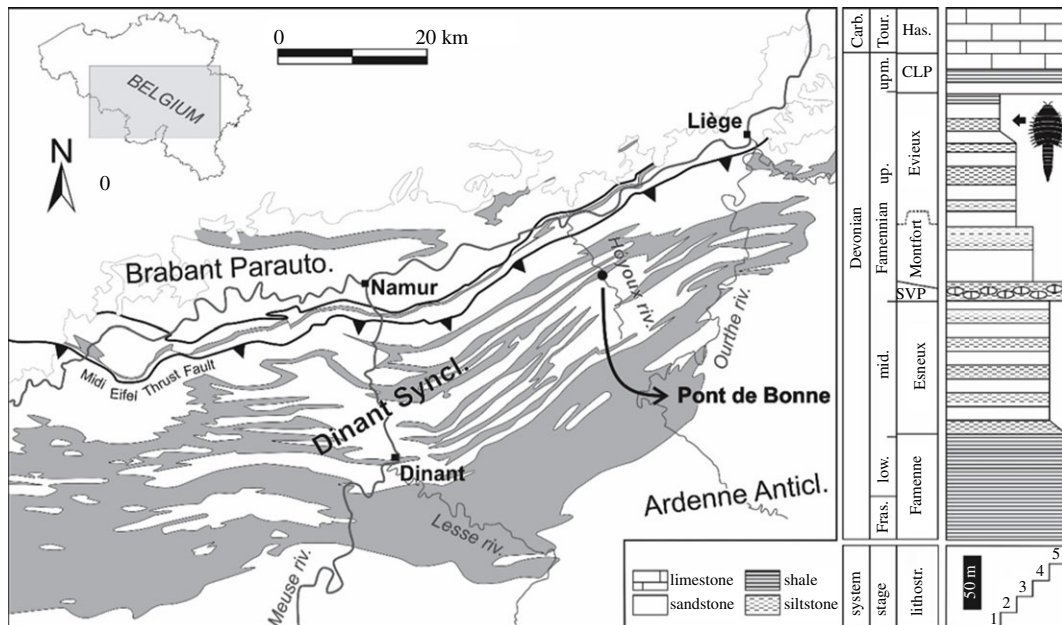 0
20 km
BELGIUM
N
0
Liège
Brabant Parauto.
Namur
Hoyoux riv.
Ourthe riv.
Midi Eifel Thrust Fault
Dinant Syncl.
Pont de Bonne
Dinant
Ardenne Anticl.
Lesse riv.
Meuse riv.
limestone
shale
sandstone
siltstone
Carb.
Tour.
Has.
Devonian
upm.
CLP
Famennian
up.
Evieux
Montfort
SVP
mid.
Esneux
low.
Fras.
Famenne
system
stage
lithostr.
50 m
1
2
3
4
5